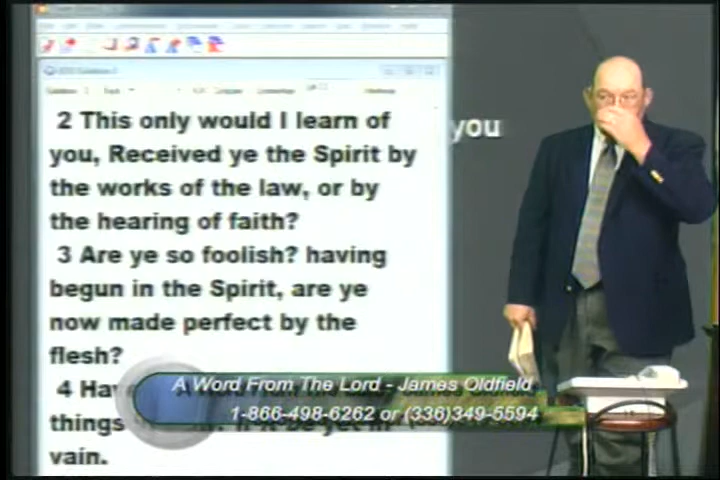 2 This only would I learn of
you, Received ye the Spirit by
the works of the law, or by
the hearing of faith?
3 Are ye so foolish? having
begun in the Spirit, are ye
now made perfect by the
flesh?
4 Hav
things
vain.
you
A Word From The Lord - James Oldfield
1-866-498-6262 or (336)349-5594